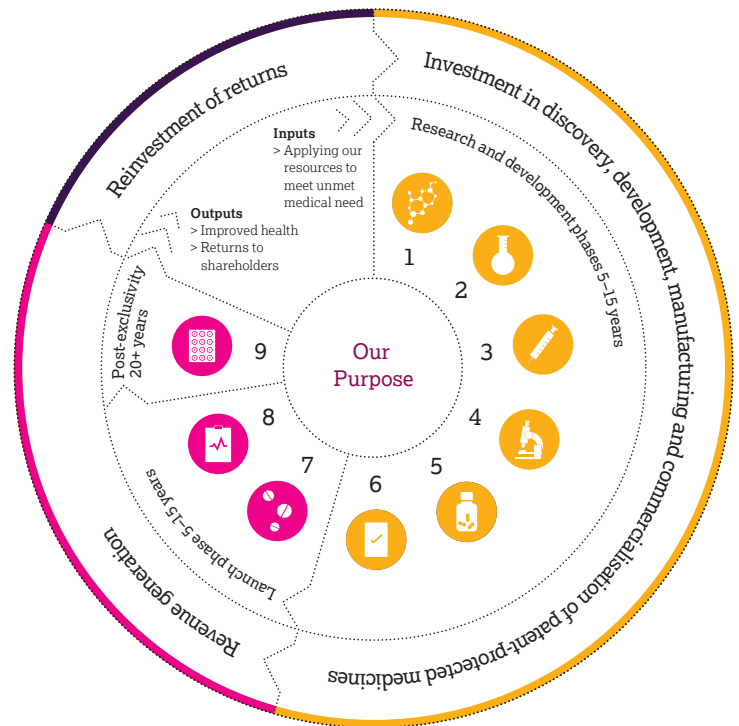 Reinvestment of returns
Investment in discovery, development, manufacturing and commercialisation of patent-protected medicines
Revenue generation
Inputs
> Applying our
resources to
meet unmet
medical need
Outputs
> Improved health
> Returns to
shareholders
Research and development phases 5–15 years
Launch phase 5–15 years
Post-exclusivity
20+ years
1
2
3
4
5
6
7
8
9
Our
Purpose